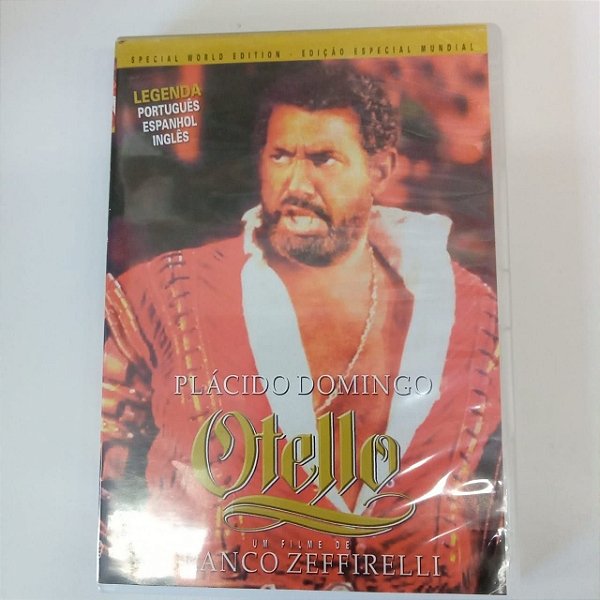 SPECIAL WORLD EDITION - EDIÇÃO ESPECIAL MUNDIAL
LEGENDA
PORTUGUÊS
ESPANHOL
INGLÊS
PLÁCIDO DOMINGO
Otello
UM FILME DE
ANCO ZEFFIRELLI